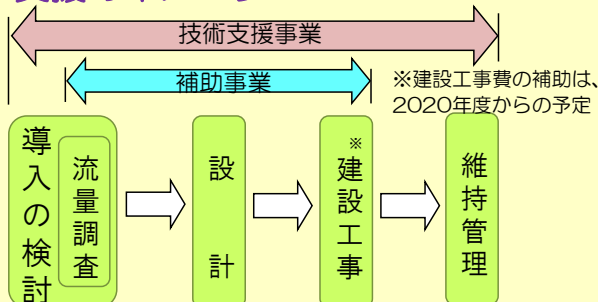 技術支援事業
補助事業
※建設工事費の補助は、
2020年度からの予定
導入の検討
流量調査
設計
※
建設工事
維持管理